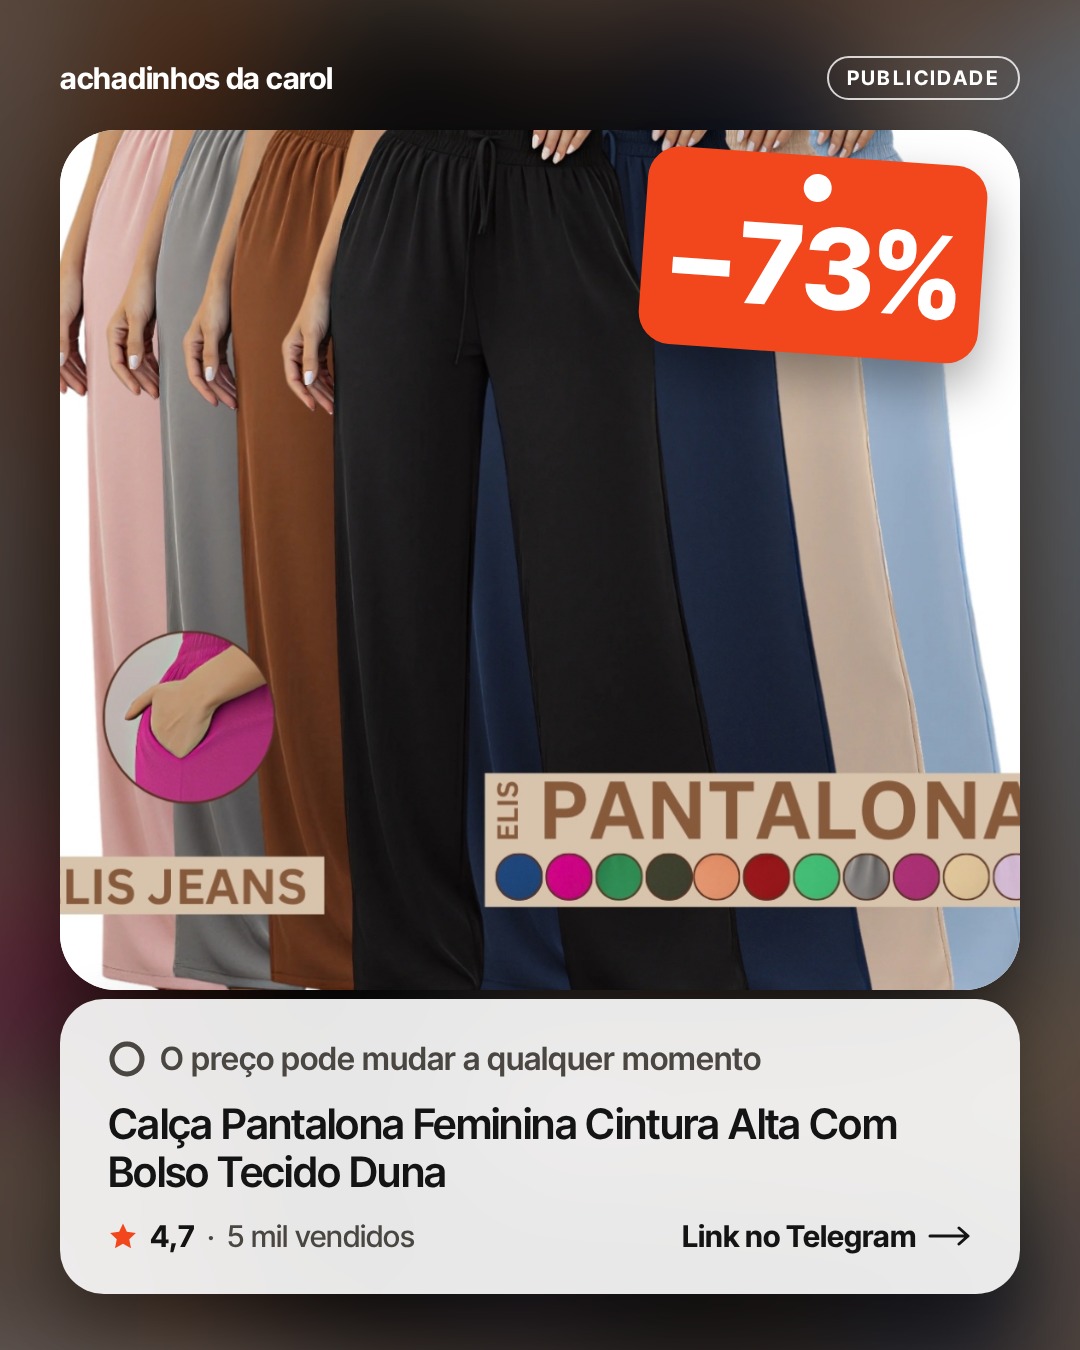 achadinhos da carol
PUBLICIDADE
–73%
ELIS
PANTALONA
LIS JEANS
O preço pode mudar a qualquer momento
Calça Pantalona Feminina Cintura Alta Com
Bolso Tecido Duna
4,7 · 5 mil vendidos
Link no Telegram →